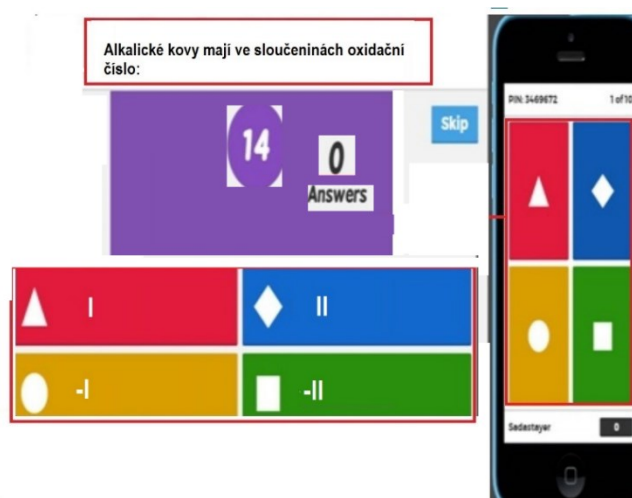 Alkalické kovy mají ve sloučeninách oxidační
číslo:
14
0
Answers
Skip
I
II
-I
-II
PIN: 3469672
1 of 10
Sadastayer
0